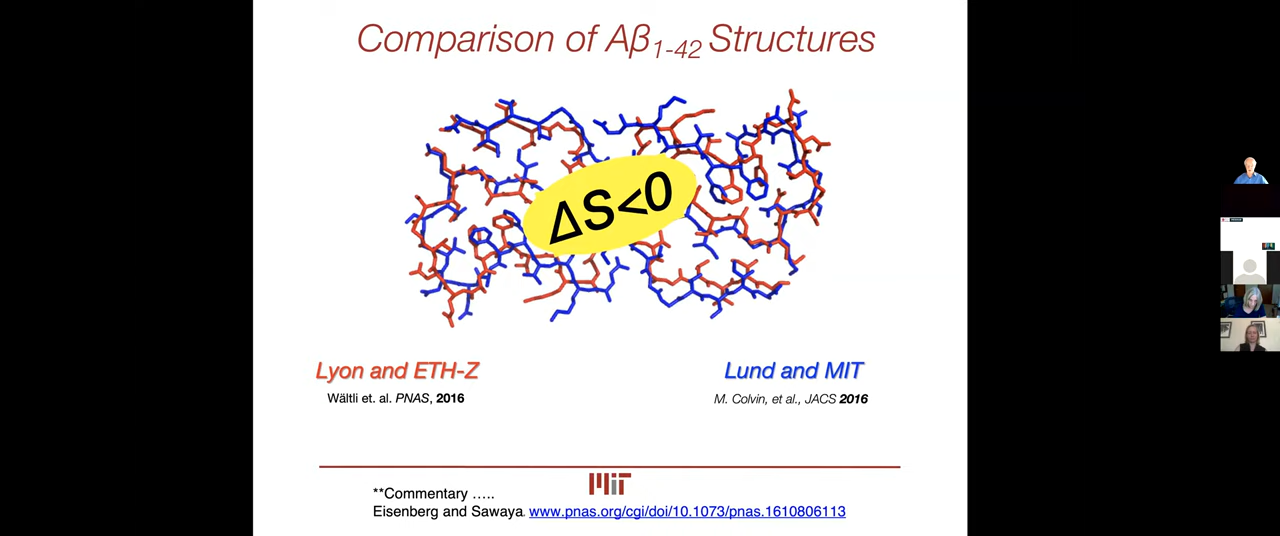 Comparison of Aβ1-42 Structures
ΔS<0
Lyon and ETH-Z
Wältli et. al. PNAS, 2016
Lund and MIT
M. Colvin, et al., JACS 2016
MIT
**Commentary …..
Eisenberg and Sawaya. www.pnas.org/cgi/doi/10.1073/pnas.1610806113